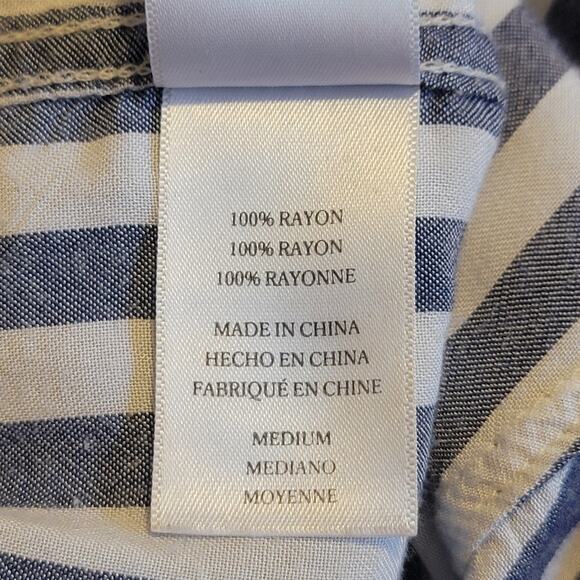 100% RAYON
100% RAYON
100% RAYONNE
MADE IN CHINA
HECHO EN CHINA
FABRIQUÉ EN CHINE
MEDIUM
MEDIANO
MOYENNE